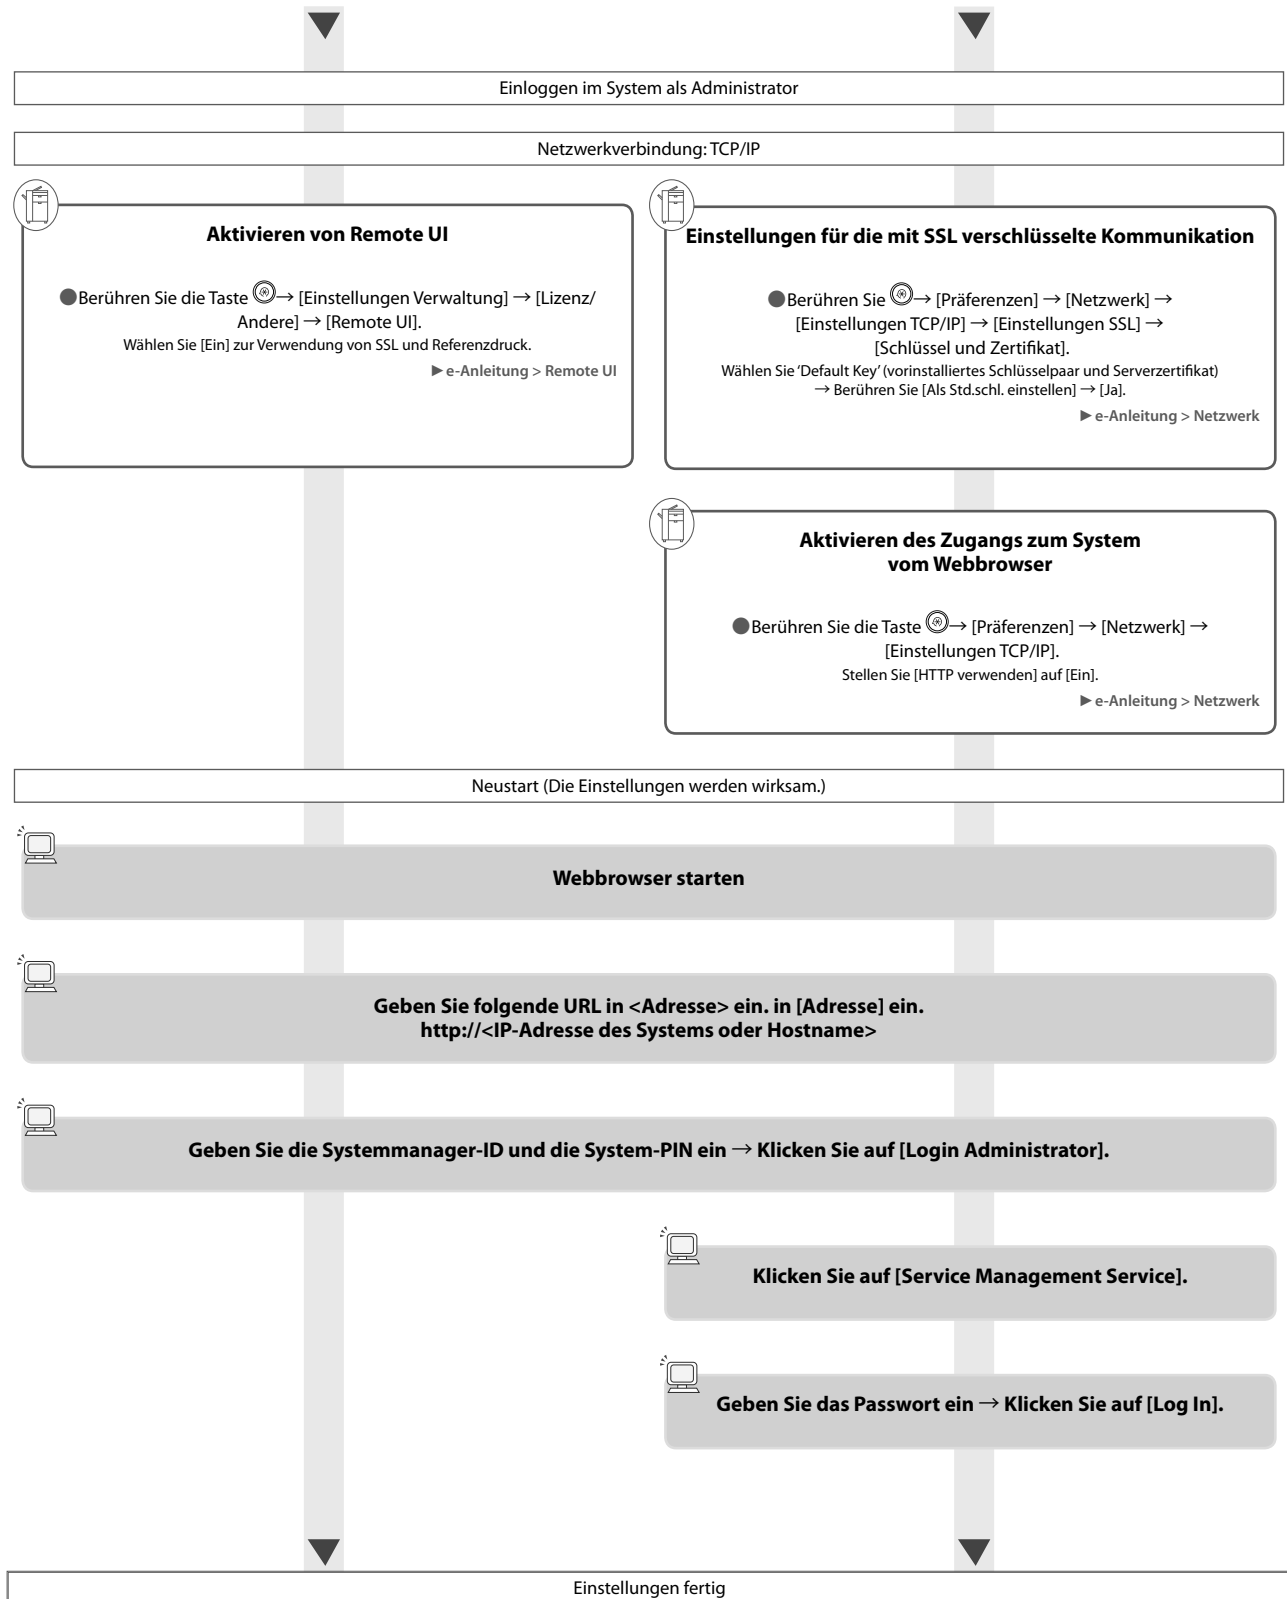 Einloggen im System als Administrator
Netzwerkverbindung: TCP/IP
Aktivieren von Remote UI
●Berühren Sie die Taste → [Einstellungen Verwaltung] → [Lizenz/
Andere] → [Remote UI].
Wählen Sie [Ein] zur Verwendung von SSL und Referenzdruck.
►e-Anleitung > Remote UI
Einstellungen für die mit SSL verschlüsselte Kommunikation
●Berühren Sie → [Präferenzen] → [Netzwerk] →
[Einstellungen TCP/IP] → [Einstellungen SSL] →
[Schlüssel und Zertifikat].
Wählen Sie 'Default Key' (vorinstalliertes Schlüsselpaar und Serverzertifikat)
→ Berühren Sie [Als Std.schl. einstellen] → [Ja].
►e-Anleitung > Netzwerk
Aktivieren des Zugangs zum System
vom Webbrowser
●Berühren Sie die Taste → [Präferenzen] → [Netzwerk] →
[Einstellungen TCP/IP].
Stellen Sie [HTTP verwenden] auf [Ein].
►e-Anleitung > Netzwerk
Neustart (Die Einstellungen werden wirksam.)
Webbrowser starten
Geben Sie folgende URL in <Adresse> ein. in [Adresse] ein.
http://<IP-Adresse des Systems oder Hostname>
Geben Sie die Systemmanager-ID und die System-PIN ein → Klicken Sie auf [Login Administrator].
Klicken Sie auf [Service Management Service].
Geben Sie das Passwort ein → Klicken Sie auf [Log In].
Einstellungen fertig